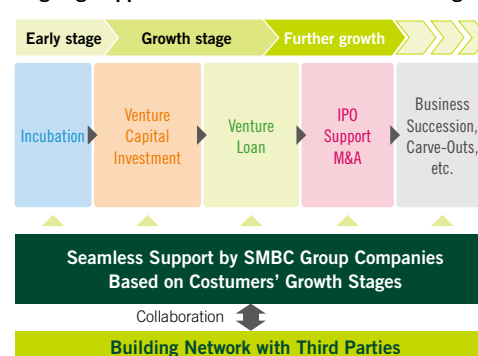 Early stage
Growth stage
Further growth
Incubation
Venture
Capital
Investment
Venture
Loan
IPO
Support
M&A
Business
Succession,
Carve-Outs,
etc.
Seamless Support by SMBC Group Companies
Based on Costumers' Growth Stages
Collaboration
Building Network with Third Parties